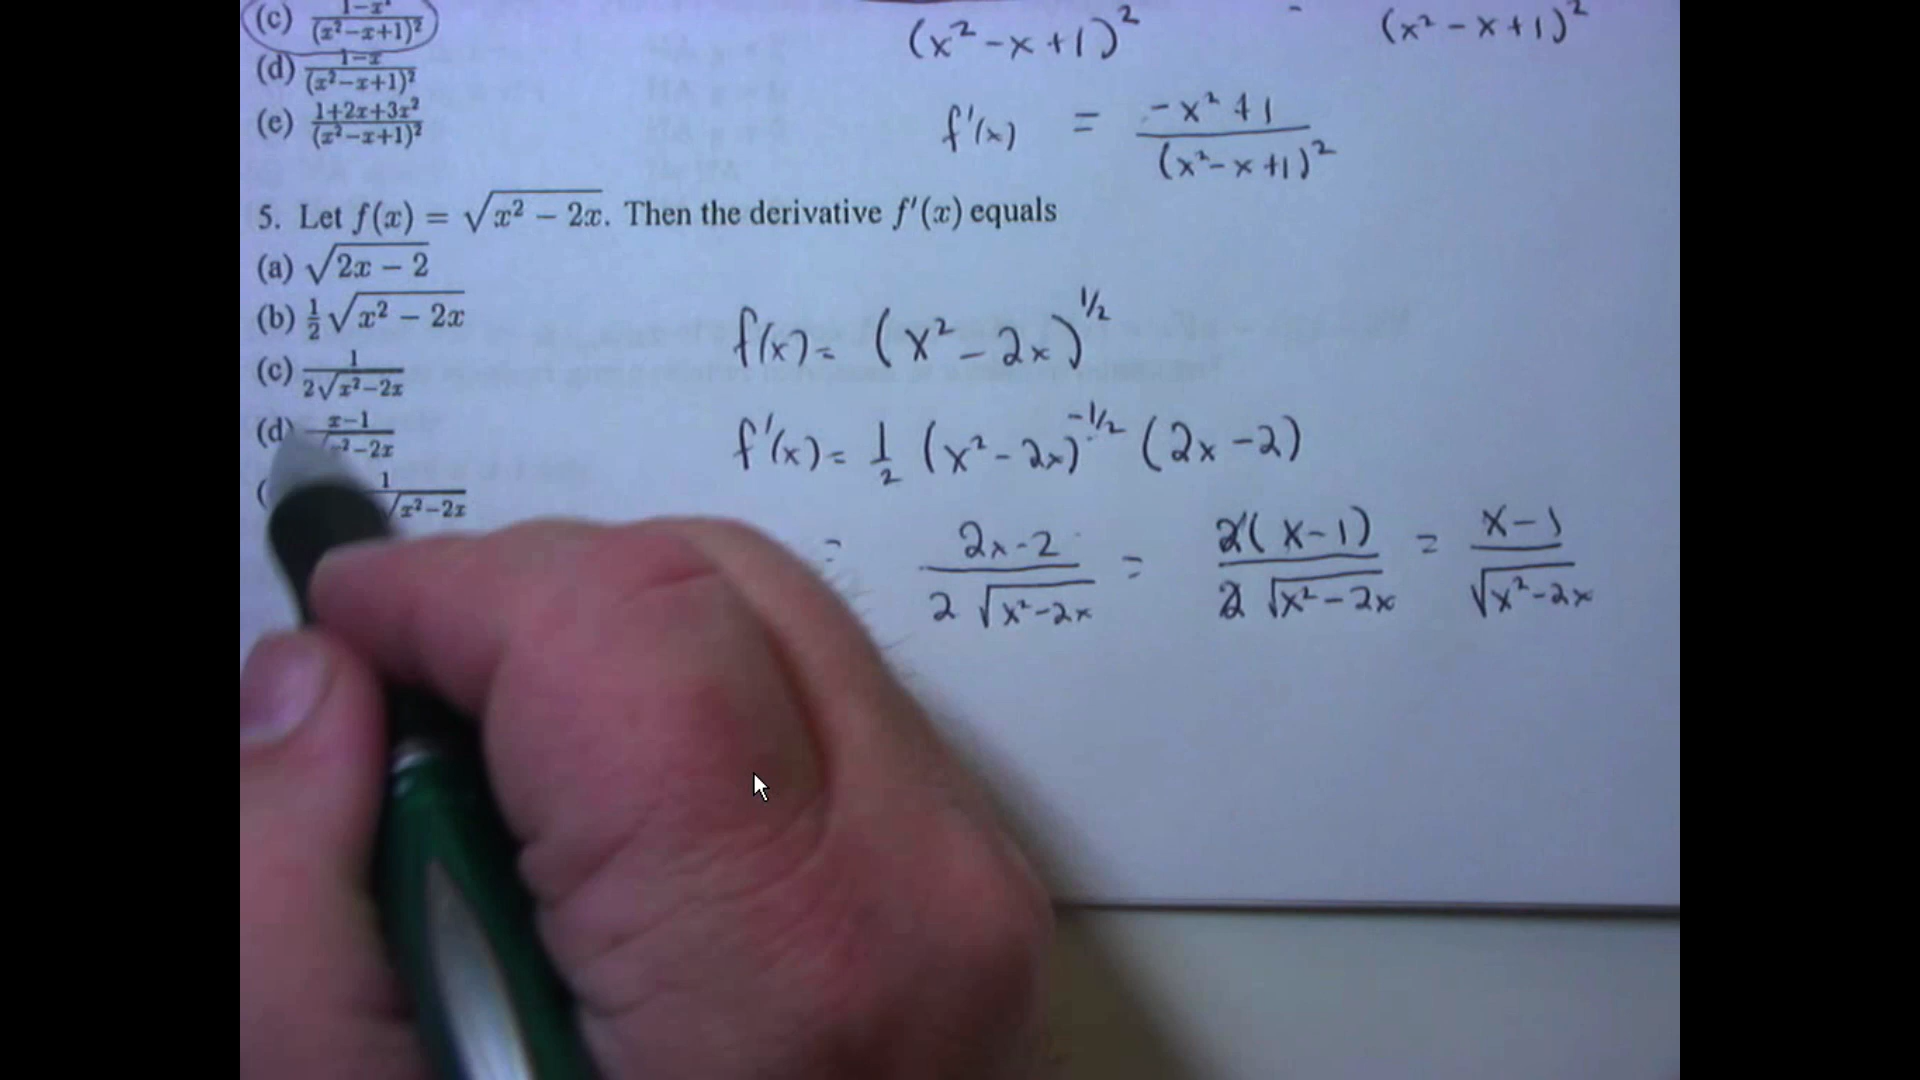 (c) 1−x²/(x²−x+1)²
(x² − x + 1)² - (x² − x + 1)²
(d) 1−x/(x²−x+1)²
(e) 1+2x+3x²/(x²−x+1)²
f'(x) = −x² + 1/(x² − x + 1)²
5. Let f(x) = √(x² − 2x). Then the derivative f′(x) equals
(a) √(2x − 2)
(b) ½√(x² − 2x)
f(x) = (x² − 2x)^1/2
(c) 1/2√(x²−2x)
(d) x−1/√(x²−2x)
f'(x) = 1/2 (x² − 2x)^−1/2 (2x − 2)
( 1/√(x²−2x)
= 2x−2/2 √(x²−2x) = 2(x−1)/2 √(x²−2x) = x−1/√(x²−2x)